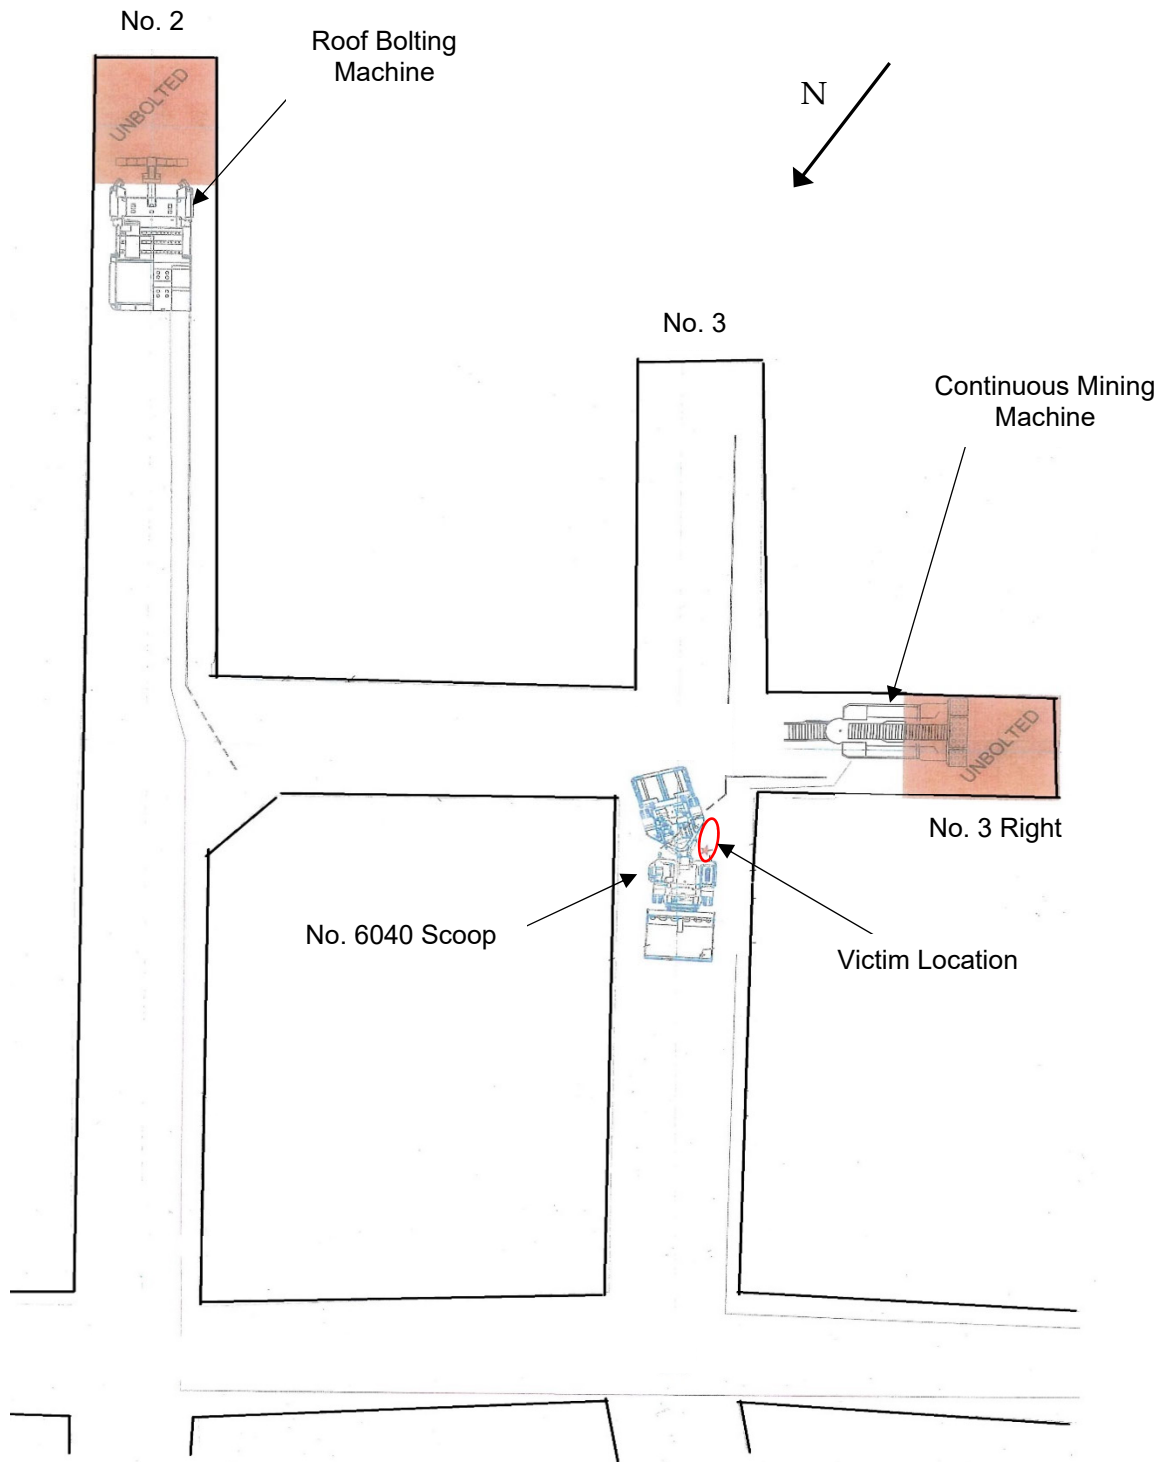 No. 2
Roof Bolting
Machine
N
UNBOLTED
No. 3
Continuous Mining
Machine
UNBOLTED
No. 3 Right
No. 6040 Scoop
Victim Location